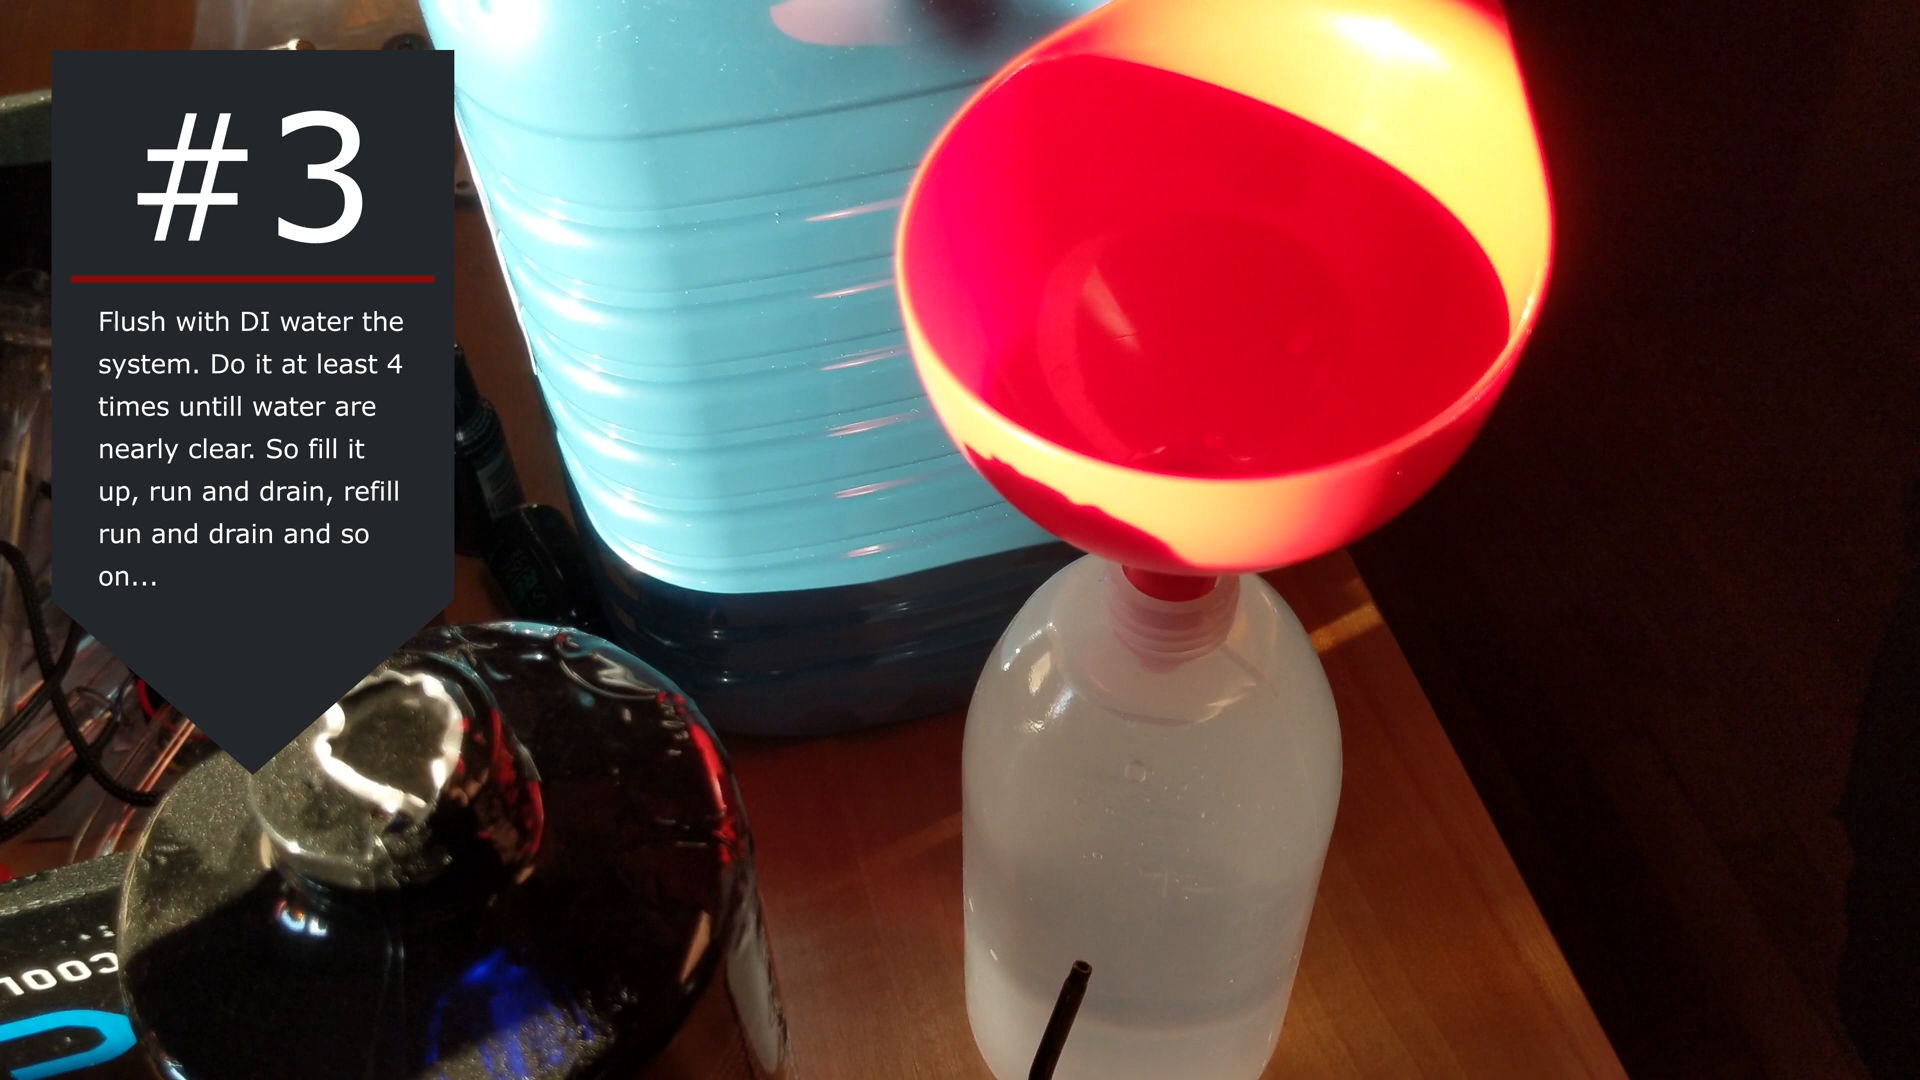 #3
Flush with DI water the
system. Do it at least 4
times untill water are
nearly clear. So fill it
up, run and drain, refill
run and drain and so
on...
COOL